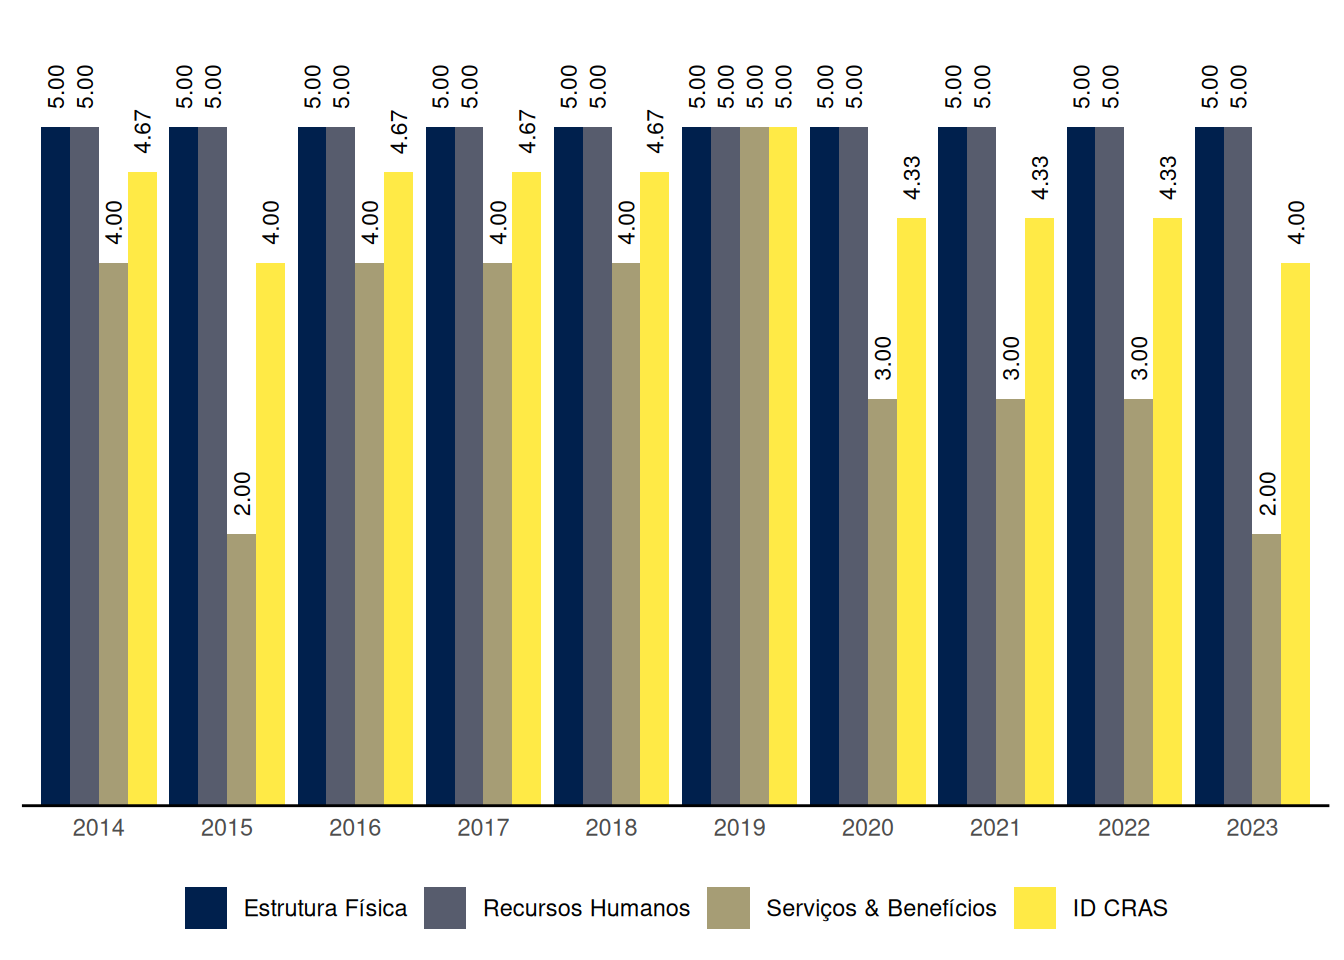 5.00 5.00 4.00 4.67 5.00 5.00 2.00 4.00 5.00 5.00 4.00 4.67 5.00 5.00 4.00 4.67 5.00 5.00 4.00 4.67 5.00 5.00 5.00 5.00 5.00 5.00 3.00 4.33 5.00 5.00 3.00 4.33 5.00 5.00 3.00 4.33 5.00 5.00 2.00 4.00
2014 2015 2016 2017 2018 2019 2020 2021 2022 2023
Estrutura Física Recursos Humanos Serviços & Benefícios ID CRAS